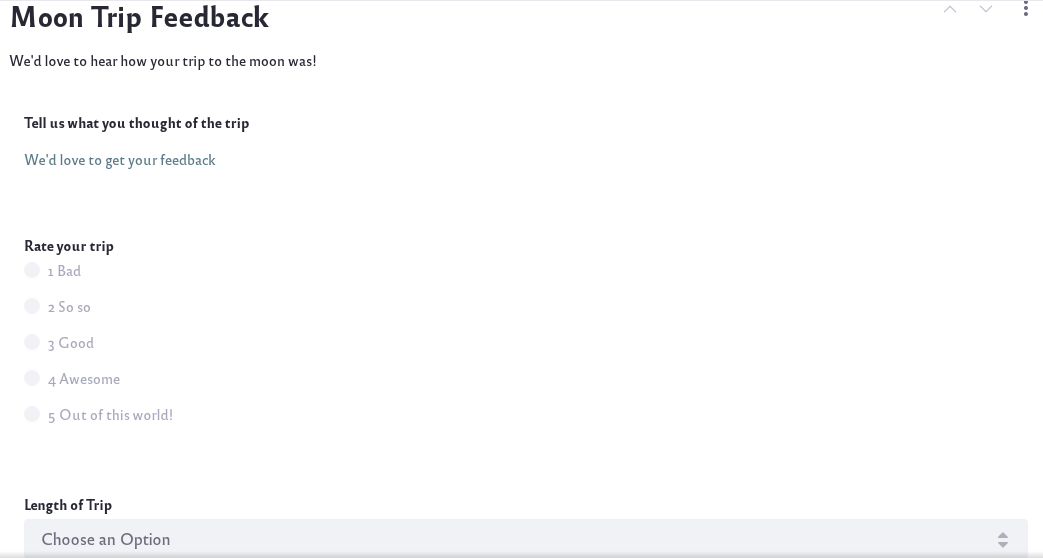 Moon Trip Feedback
We'd love to hear how your trip to the moon was!
Tell us what you thought of the trip
We'd love to get your feedback
Rate your trip
1 Bad
2 So so
3 Good
4 Awesome
5 Out of this world!
Length of Trip
Choose an Option